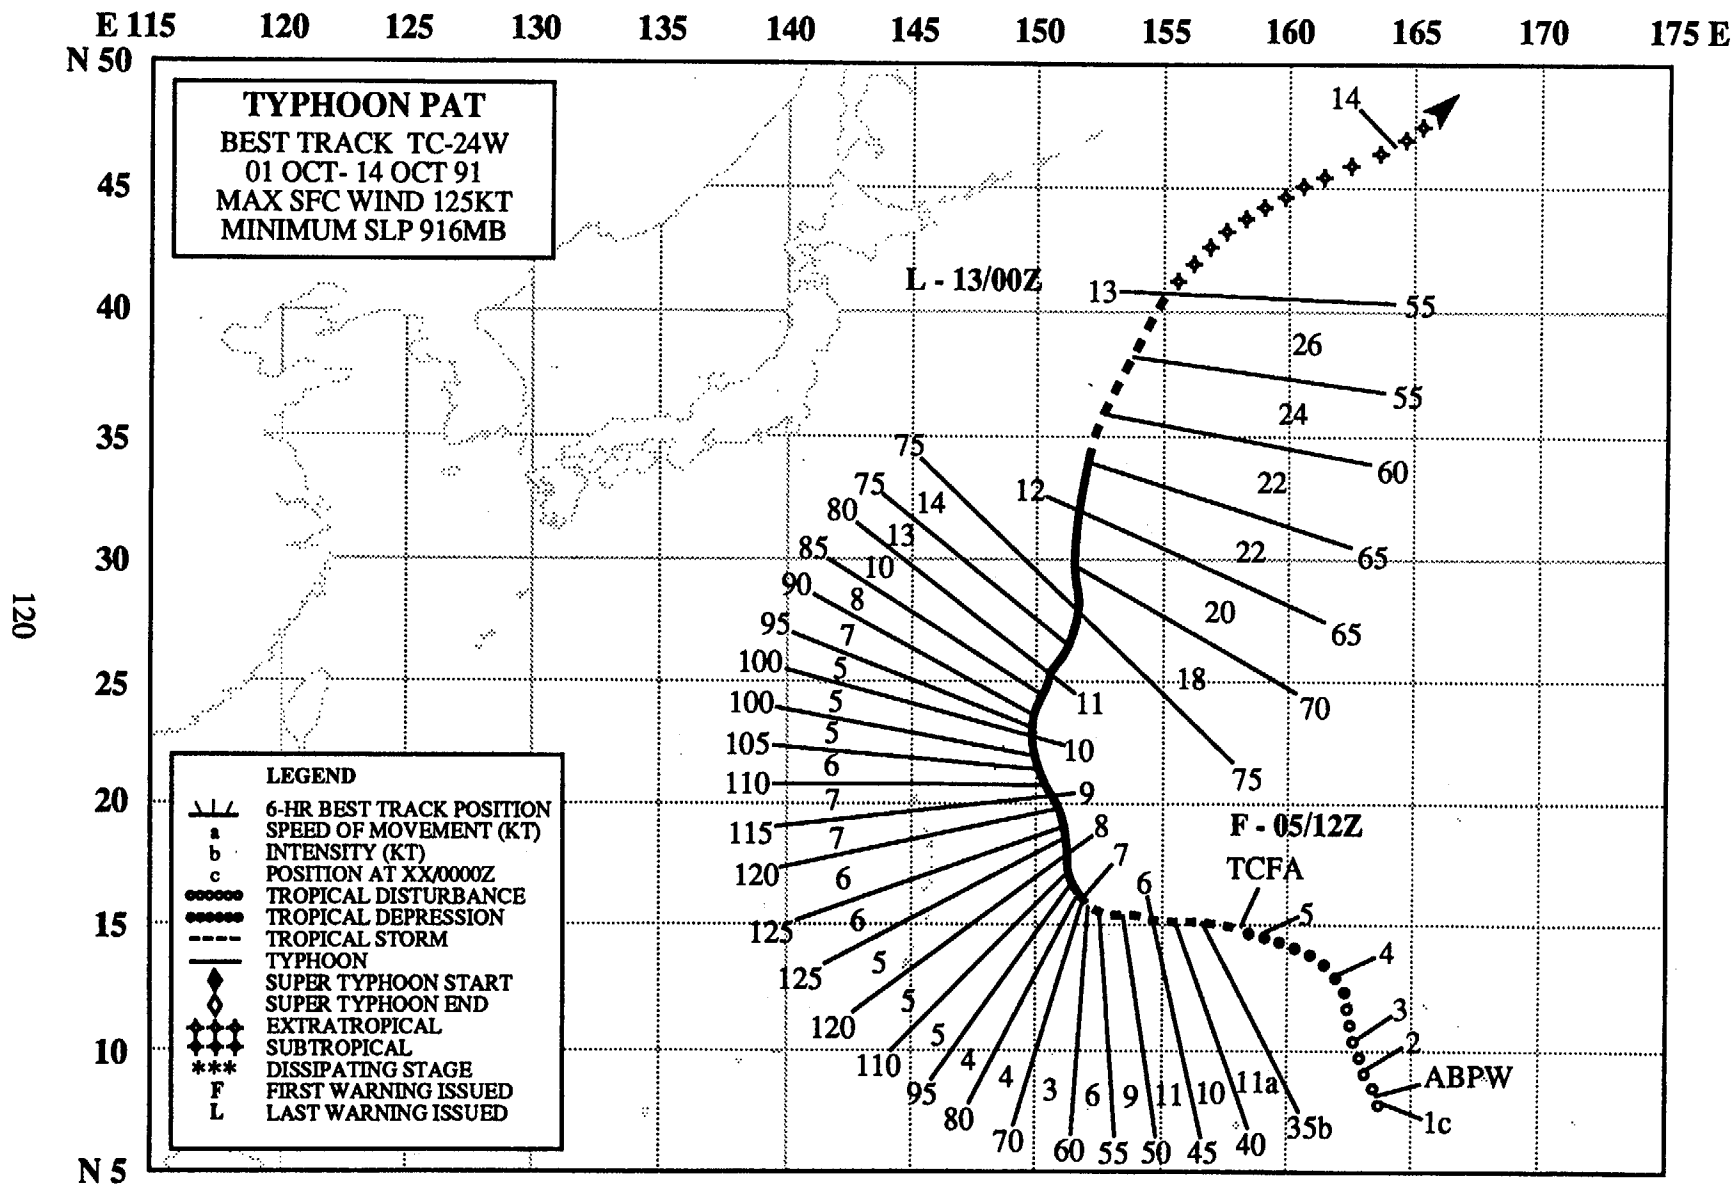 E 115 120 125 130 135 140 145 150 155 160 165 170 175 E
N 50
45
40
35
30
25
20
15
10
N 5
TYPHOON PAT
BEST TRACK TC-24W
01 OCT- 14 OCT 91
MAX SFC WIND 125KT
MINIMUM SLP 916MB
14
L - 13/00Z
13
55
26
55
24
60
22
12
65
22
65
20
70
18
75
75
14
75
13
80
10
85
8
90
7
95
5
100
5
100
5
105
6
110
7
115
7
120
6
125
6
125
5
120
5
110
5
95
4
80
4
70
3
60
6
55
9
50
11
45
10
40
11a
35b
11
10
9
8
7
6
F - 05/12Z
TCFA
5
4
3
2
ABPW
1c
LEGEND
6-HR BEST TRACK POSITION
a SPEED OF MOVEMENT (KT)
b INTENSITY (KT)
c POSITION AT XX/0000Z
TROPICAL DISTURBANCE
TROPICAL DEPRESSION
TROPICAL STORM
TYPHOON
SUPER TYPHOON START
SUPER TYPHOON END
EXTRATROPICAL
SUBTROPICAL
*** DISSIPATING STAGE
F FIRST WARNING ISSUED
L LAST WARNING ISSUED
120